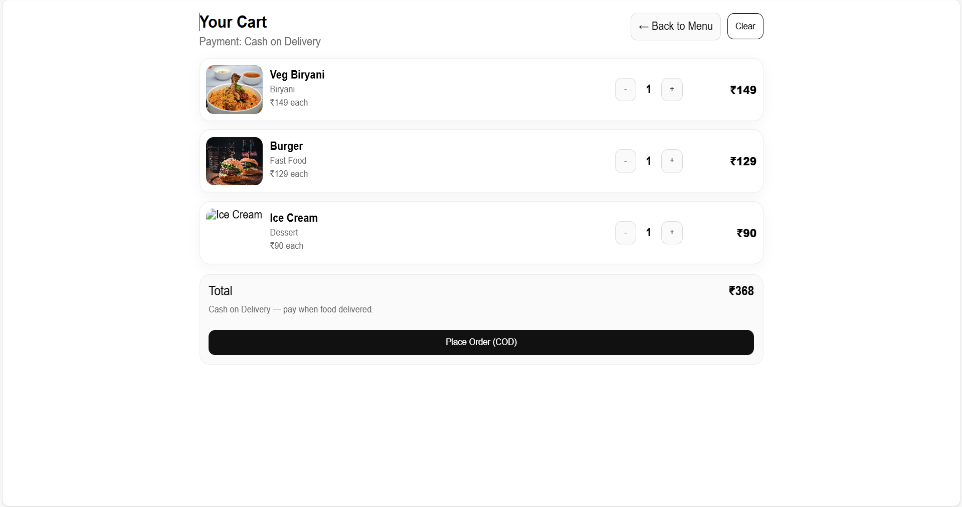 Your Cart
Payment: Cash on Delivery
← Back to Menu
Clear
Veg Biryani
Biryani
₹149 each
- 1 +
₹149
Burger
Fast Food
₹129 each
- 1 +
₹129
Ice Cream
Ice Cream
Dessert
₹90 each
- 1 +
₹90
Total
₹368
Cash on Delivery — pay when food delivered
Place Order (COD)